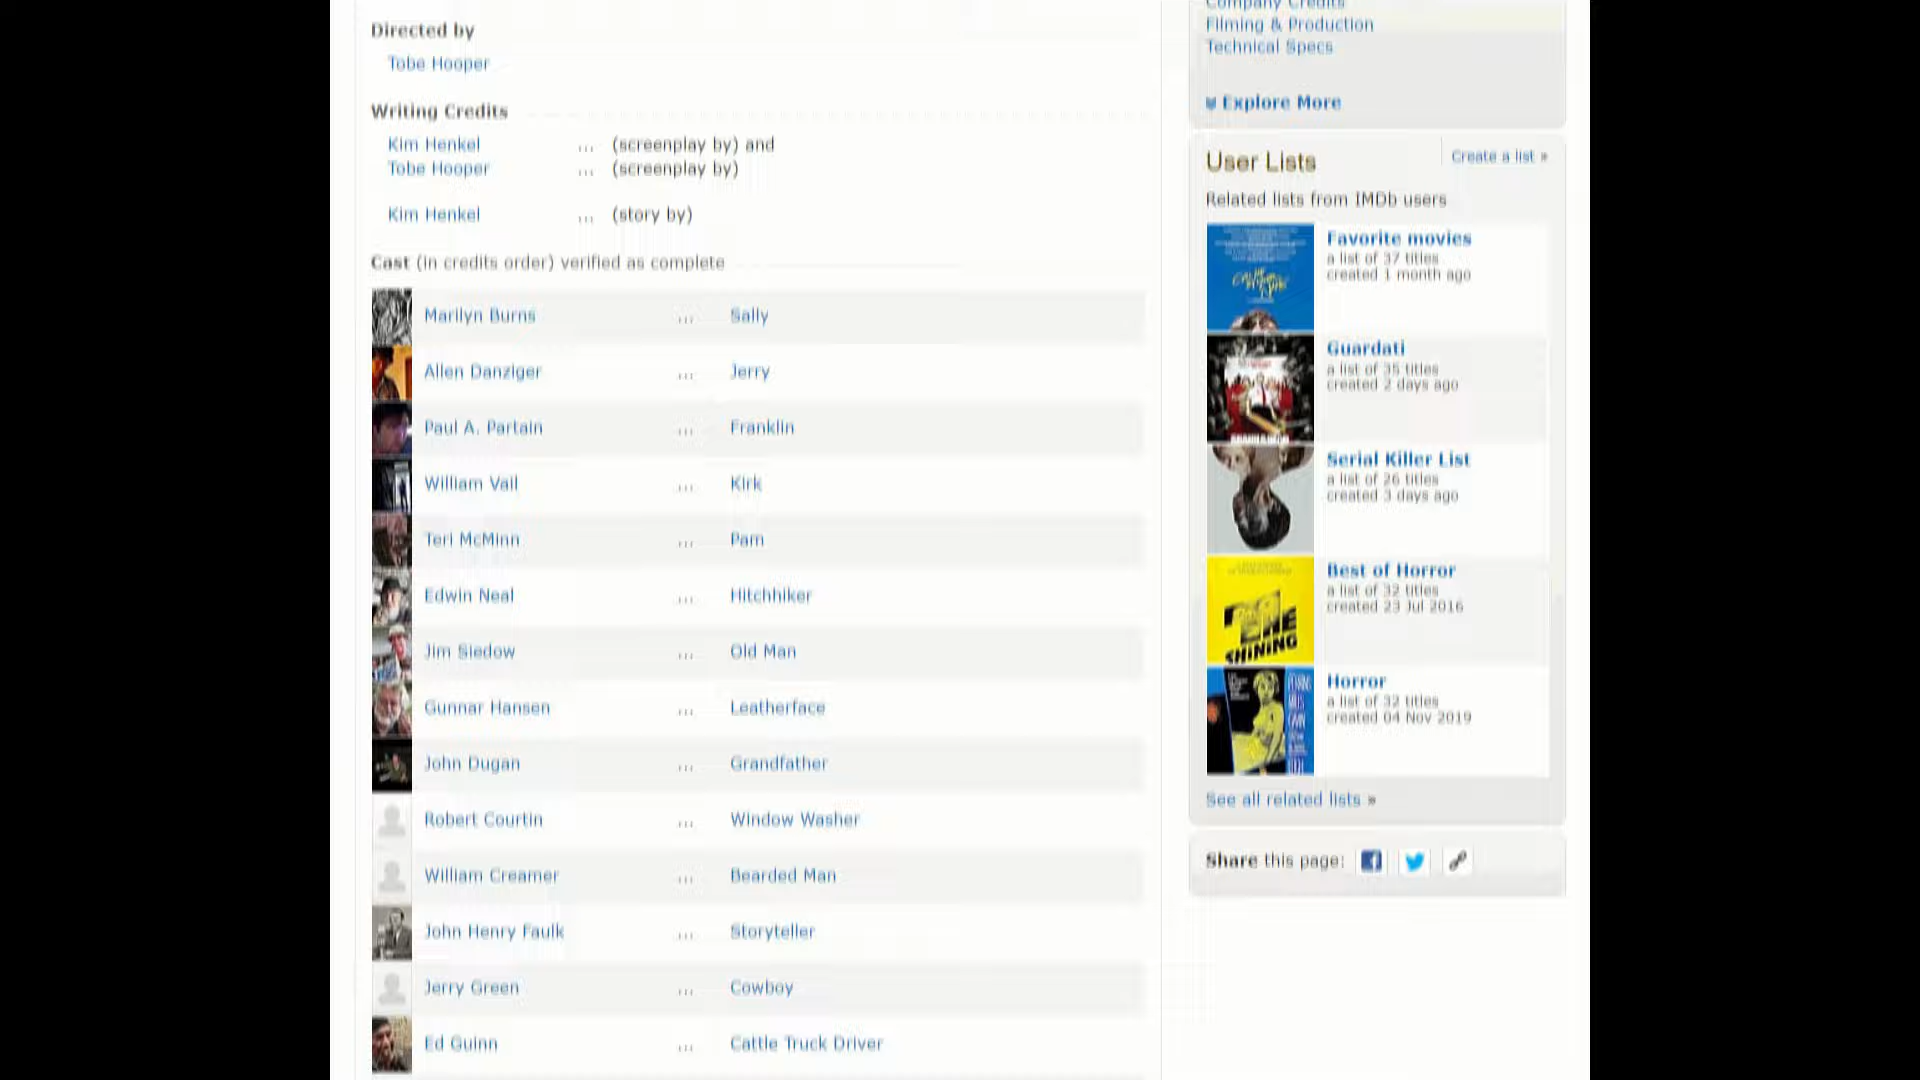 Directed by
Tobe Hooper
Writing Credits
Kim Henkel ... (screenplay by) and
Tobe Hooper ... (screenplay by)
Kim Henkel ... (story by)
Cast (in credits order) verified as complete
Marilyn Burns ... Sally
Allen Danziger ... Jerry
Paul A. Partain ... Franklin
William Vail ... Kirk
Teri McMinn ... Pam
Edwin Neal ... Hitchhiker
Jim Siedow ... Old Man
Gunnar Hansen ... Leatherface
John Dugan ... Grandfather
Robert Courtin ... Window Washer
William Creamer ... Bearded Man
John Henry Faulk ... Storyteller
Jerry Green ... Cowboy
Ed Guinn ... Cattle Truck Driver
Company Credits
Filming & Production
Technical Specs
Explore More
User Lists
Create a list »
Related lists from IMDb users
Favorite movies
a list of 37 titles
created 1 month ago
Guardati
a list of 35 titles
created 2 days ago
Serial Killer List
a list of 26 titles
created 3 days ago
THE
SHINING
Best of Horror
a list of 32 titles
created 23 Jul 2016
Horror
a list of 32 titles
created 04 Nov 2019
See all related lists »
Share this page: